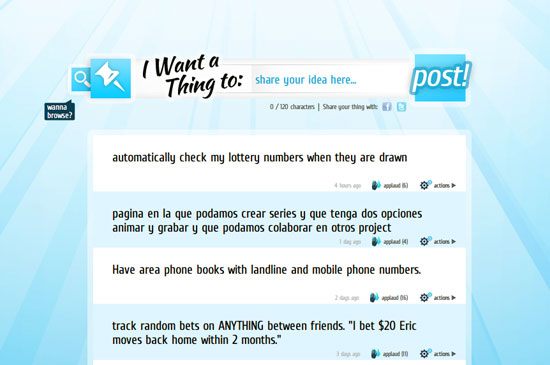 I Want a
Thing to:
share your idea here...
post!
0 / 120 characters | Share your thing with:
wanna
browse?
automatically check my lottery numbers when they are drawn
4 hours ago applaud (6) actions
pagina en la que podamos crear series y que tenga dos opciones
animar y grabar y que podamos colaborar en otros project
1 day ago applaud (4) actions
Have area phone books with landline and mobile phone numbers.
2 days ago applaud (16) actions
track random bets on ANYTHING between friends. "I bet $20 Eric
moves back home within 2 months."
3 days ago applaud (11) actions